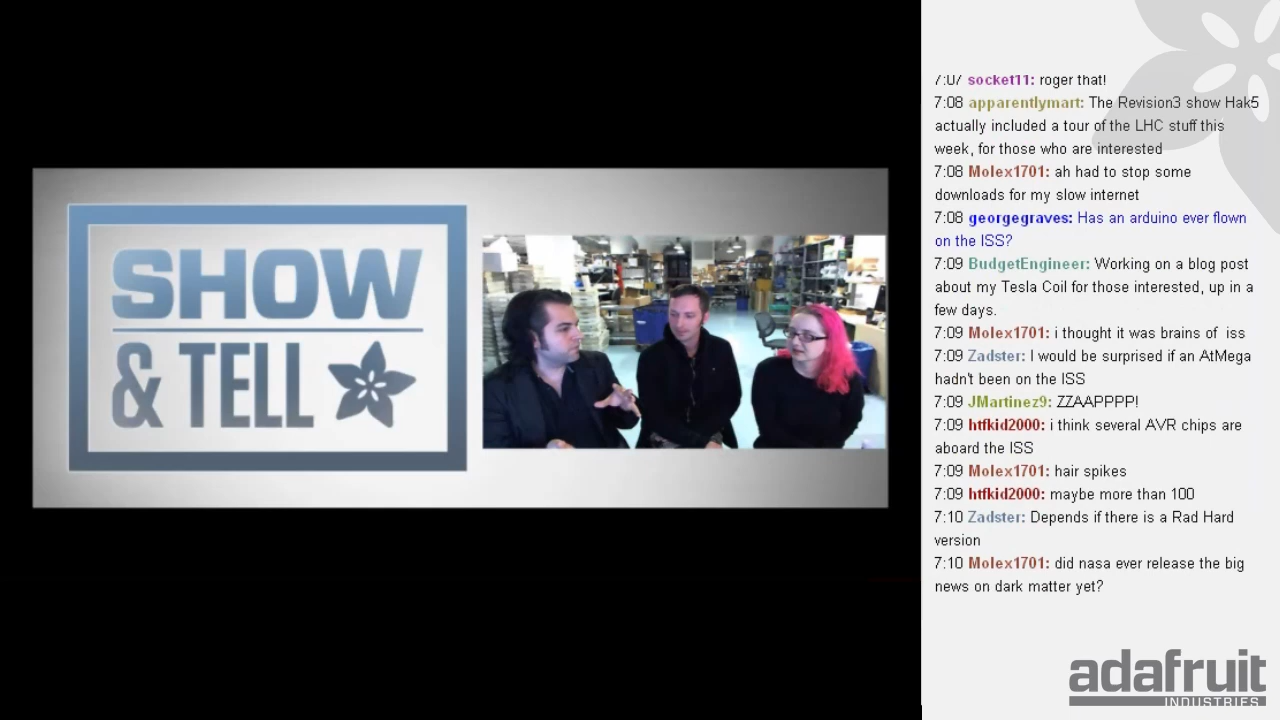 SHOW
& TELL
7:07 socket11: roger that!
7:08 apparentlymart: The Revision3 show Hak5
actually included a tour of the LHC stuff this
week, for those who are interested
7:08 Molex1701: ah had to stop some
downloads for my slow internet
7:08 georgegraves: Has an arduino ever flown
on the ISS?
7:09 BudgetEngineer: Working on a blog post
about my Tesla Coil for those interested, up in a
few days.
7:09 Molex1701: i thought it was brains of iss
7:09 Zadster: I would be surprised if an AtMega
hadn't been on the ISS
7:09 JMartinez9: ZZAAPPPP!
7:09 htfkid2000: i think several AVR chips are
aboard the ISS
7:09 Molex1701: hair spikes
7:09 htfkid2000: maybe more than 100
7:10 Zadster: Depends if there is a Rad Hard
version
7:10 Molex1701: did nasa ever release the big
news on dark matter yet?
adafruit
INDUSTRIES